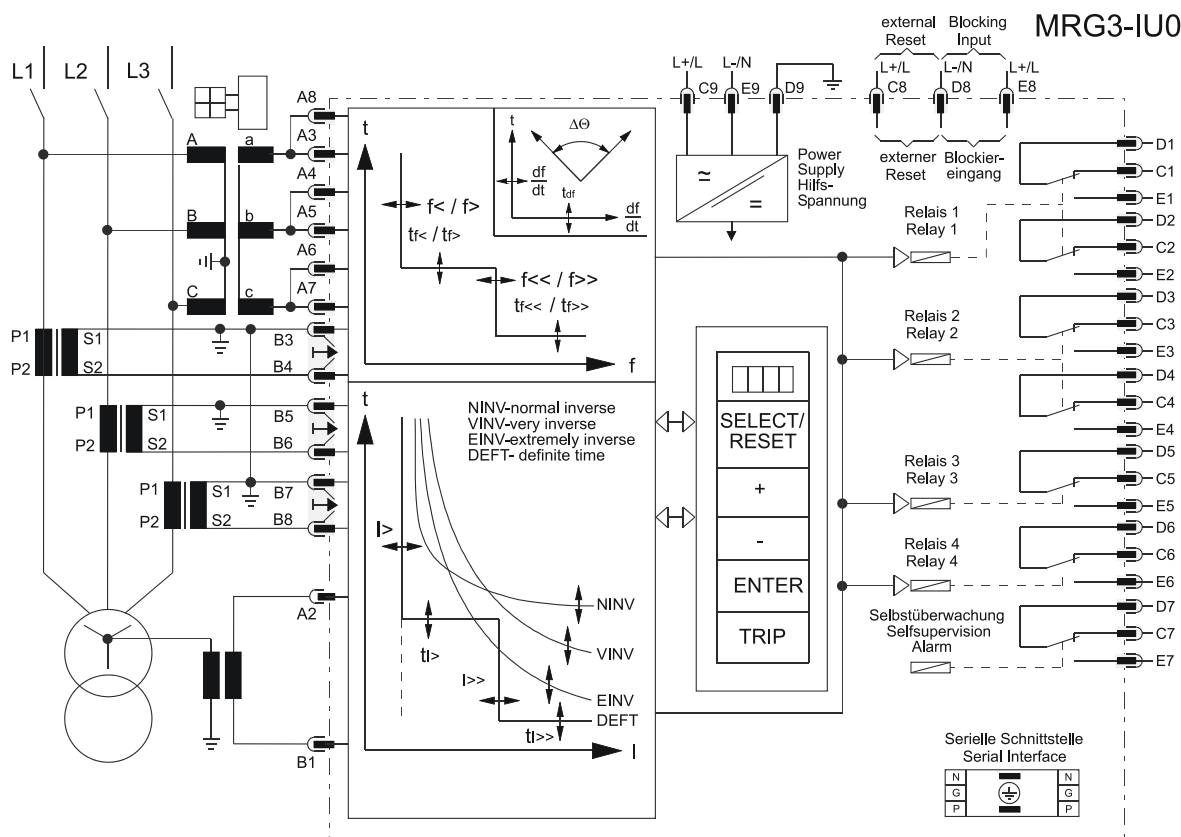 MRG3-IU0
external
Reset
Blocking
Input
L1
L2
L3
L+/L
L-/N
L+/L
L-/N
L+/L
C9
E9
D9
C8
D8
E8
externer
Reset
Blockier-
eingang
Power
Supply
Hilfs-
Spannung
≃
=
A8
A3
A4
A5
A6
A7
A
a
B
b
C
c
t
t
ΔΘ
df
dt
tdf
df
dt
f< / f>
tf< / tf>
f<< / f>>
tf<< / tf>>
f
P1
P2
S1
S2
B3
B4
P1
P2
S1
S2
B5
B6
P1
P2
S1
S2
B7
B8
A2
B1
t
NINV-normal inverse
VINV-very inverse
EINV-extremely inverse
DEFT- definite time
I>
tI>
I>>
tI>>
NINV
VINV
EINV
DEFT
I
SELECT/
RESET
+
-
ENTER
TRIP
Relais 1
Relay 1
Relais 2
Relay 2
Relais 3
Relay 3
Relais 4
Relay 4
Selbstüberwachung
Selfsupervision
Alarm
D1
C1
E1
D2
C2
E2
D3
C3
E3
D4
C4
E4
D5
C5
E5
D6
C6
E6
D7
C7
E7
Serielle Schnittstelle
Serial Interface
N
G
P
N
G
P